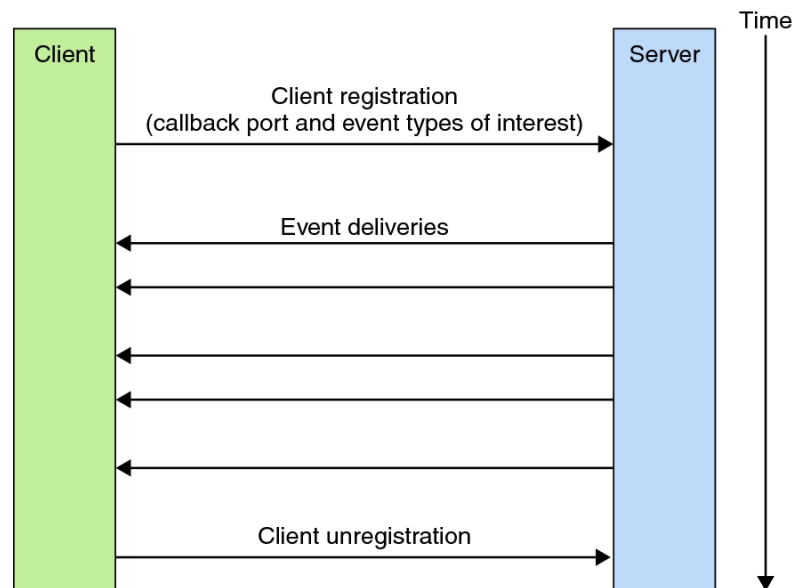 Time
Client
Server
Client registration
(callback port and event types of interest)
Event deliveries
Client unregistration